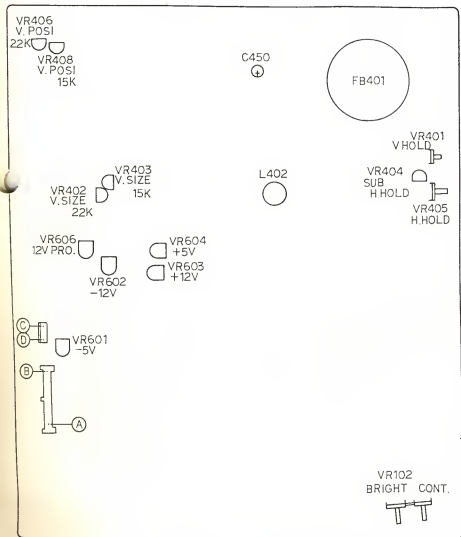 VR406
V. POSI
22K
VR408
V. POSI
15K
C450
FB401
VR401
V HOLD
VR403
V. SIZE
15K
VR402
V. SIZE
22K
L402
VR404
SUB
H.HOLD
VR405
H.HOLD
VR606
12V PRO.
VR602
-12V
VR604
+5V
VR603
+12V
C
D
VR601
-5V
B
A
VR102
BRIGHT CONT.